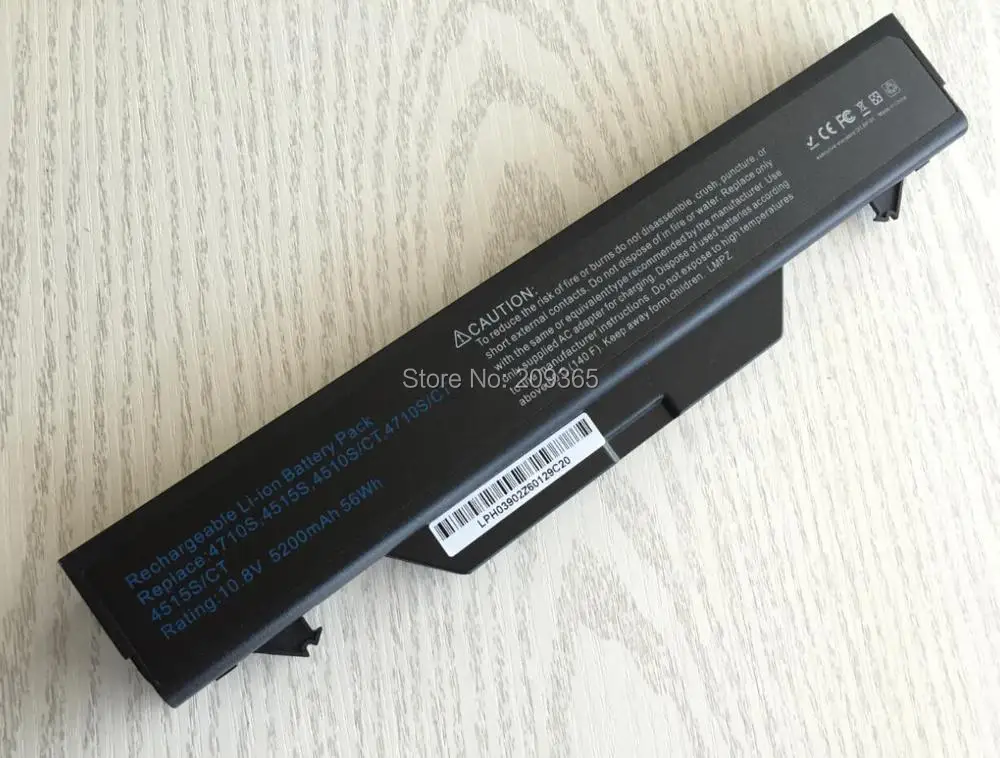 Rechargeable Li-ion Battery Pack
Replace:4710S,4515S,4510S/CT,4710S/CT
4515S/CT
Rating:10.8V 5200mAh 56Wh
CAUTION:
To reduce the risk of fire or burns do not disassemble, crush, puncture, or
short external contacts. Do not dispose of in fire or water. Replace only
with the same or equivalent type recommended by the manufacturer. Use
only supplied AC adapter for charging. Dispose of used batteries according
to the manufacturer instructions. Do not expose to high temperatures
above (140 F). Keep away form children. LMPZ
CE FC
Store No: 209365
LPH03902Z60129C20